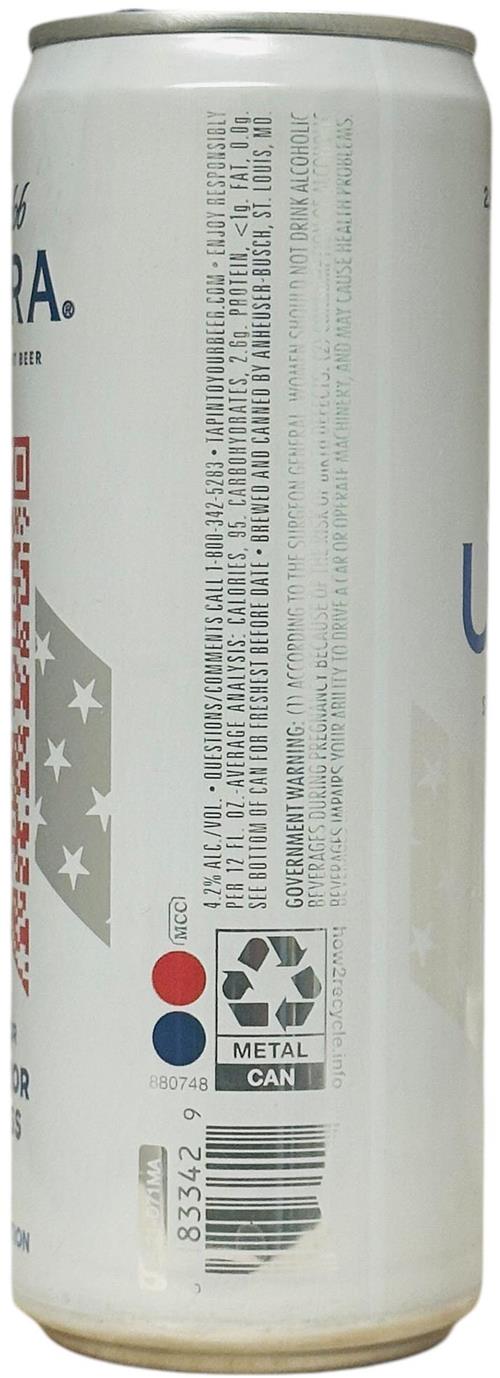 RA®
BEER
4.2% ALC./VOL. • QUESTIONS/COMMENTS CALL 1-800-342-5283 • TAPINTOYOURBEER.COM • ENJOY RESPONSIBLY
PER 12 FL. OZ.-AVERAGE ANALYSIS: CALORIES, 95. CARBOHYDRATES, 2.6g. PROTEIN, <1g. FAT, 0.0g.
SEE BOTTOM OF CAN FOR FRESHEST BEFORE DATE • BREWED AND CANNED BY ANHEUSER-BUSCH, ST. LOUIS, MO.
GOVERNMENT WARNING: (1) ACCORDING TO THE SURGEON GENERAL, WOMEN SHOULD NOT DRINK ALCOHOLIC
BEVERAGES DURING PREGNANCY BECAUSE OF THE RISK OF BIRTH DEFECTS. (2)
BEVERAGES IMPAIRS YOUR ABILITY TO DRIVE A CAR OR OPERATE MACHINERY, AND MAY CAUSE HEALTH PROBLEMS.
MCC
880748
METAL
CAN
how2recycle.info
83342 9
U
OR